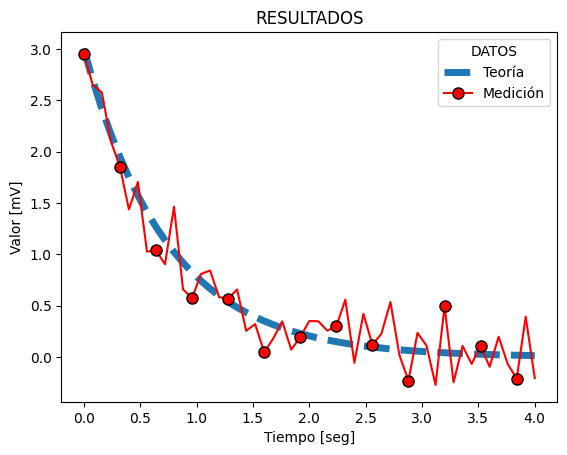 RESULTADOS
DATOS
Teoría
Medición
Valor [mV]
3.0
2.5
2.0
1.5
1.0
0.5
0.0
0.0 0.5 1.0 1.5 2.0 2.5 3.0 3.5 4.0
Tiempo [seg]